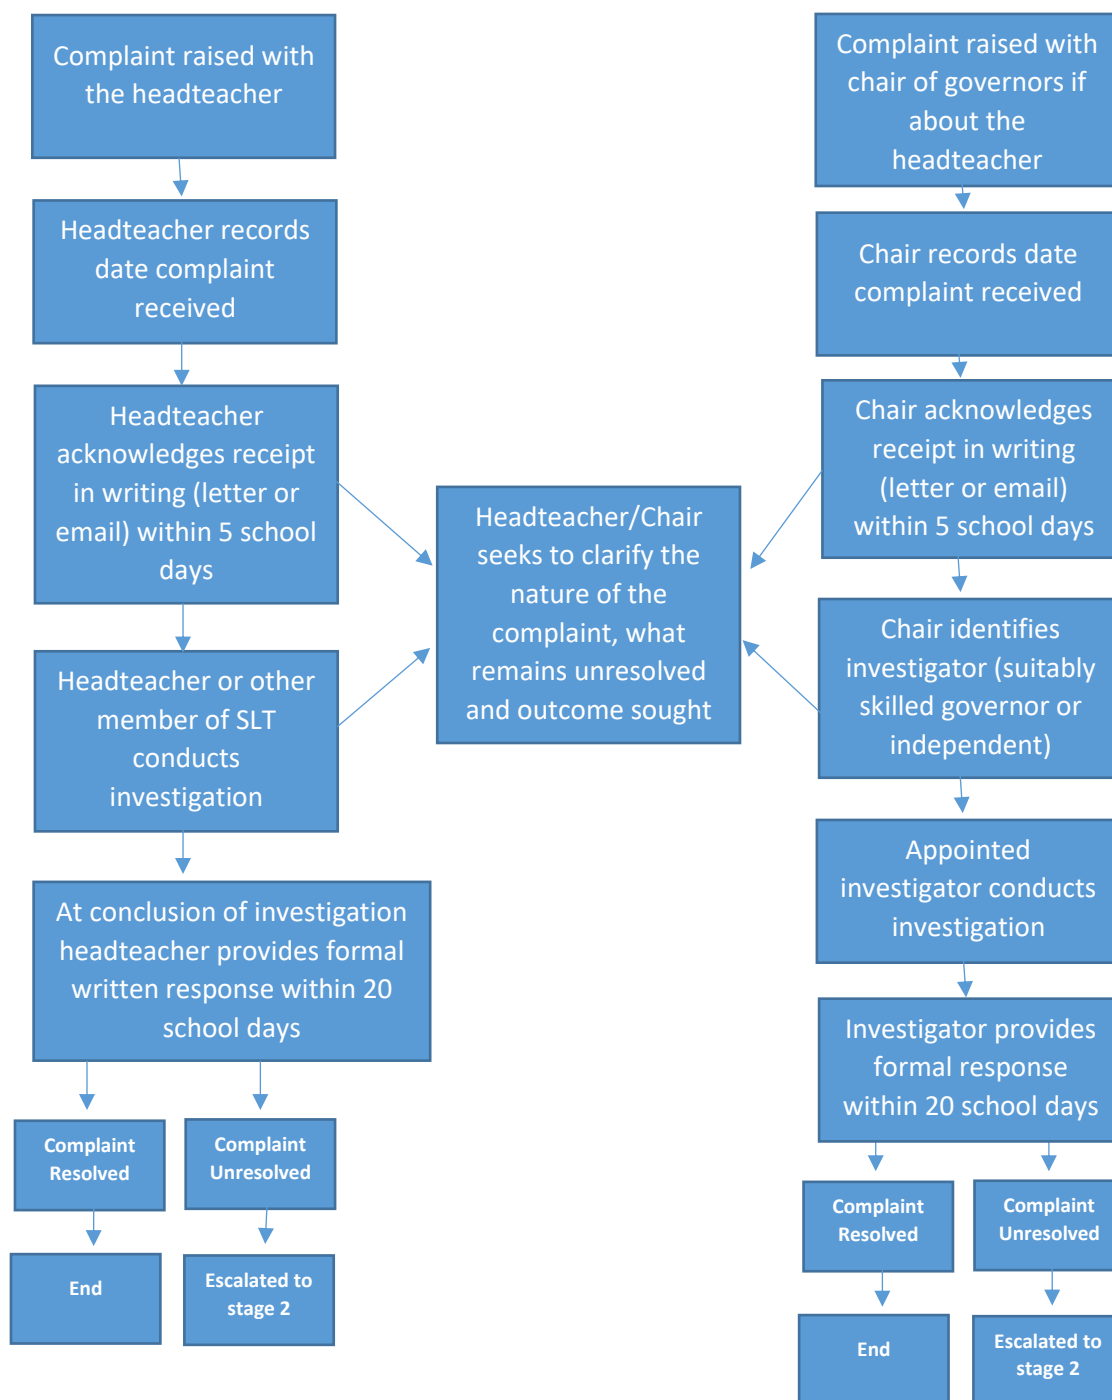 Complaint raised with
the headteacher
Headteacher records
date complaint
received
Headteacher
acknowledges receipt
in writing (letter or
email) within 5 school
days
Headteacher or other
member of SLT
conducts
investigation
At conclusion of investigation
headteacher provides formal
written response within 20
school days
Complaint
Resolved
Complaint
Unresolved
End
Escalated to
stage 2
Headteacher/Chair
seeks to clarify the
nature of the
complaint, what
remains unresolved
and outcome sought
Complaint raised with
chair of governors if
about the
headteacher
Chair records date
complaint received
Chair acknowledges
receipt in writing
(letter or email)
within 5 school days
Chair identifies
investigator (suitably
skilled governor or
independent)
Appointed
investigator conducts
investigation
Investigator provides
formal response
within 20 school days
Complaint
Resolved
Complaint
Unresolved
End
Escalated to
stage 2